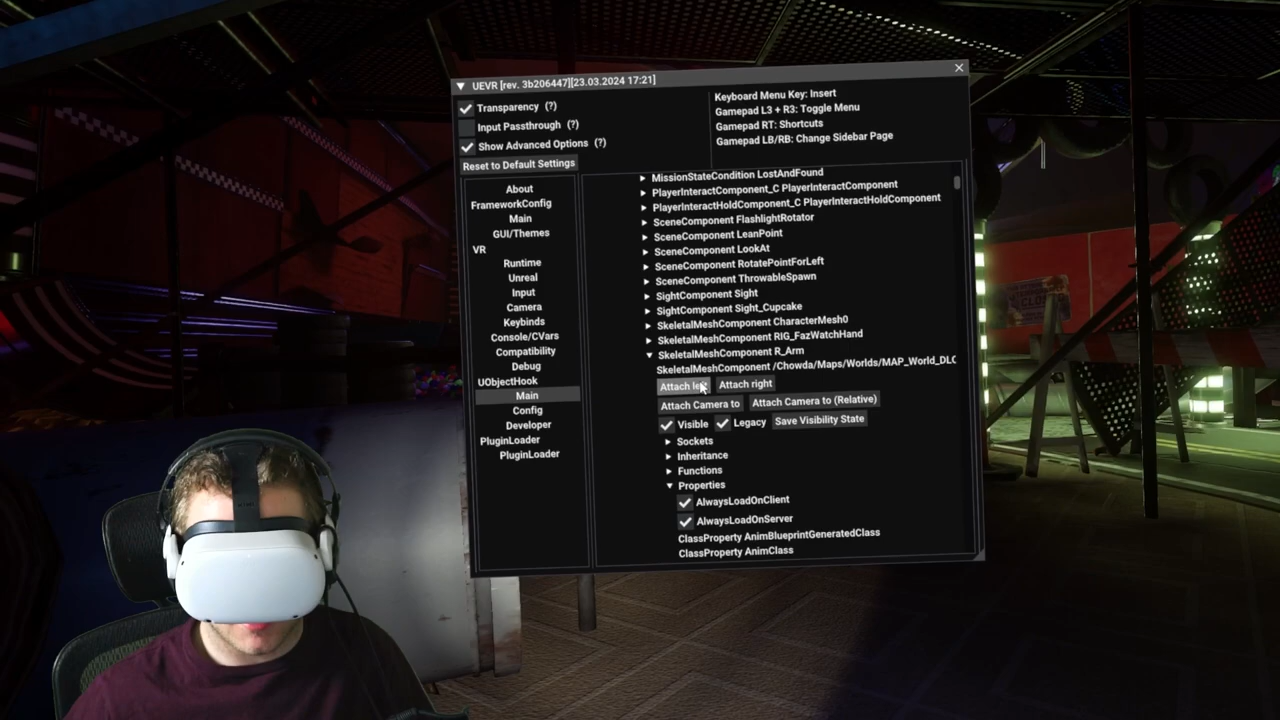 UEVR [rev. 3b206447][23.03.2024 17:21]
Transparency (?)
Input Passthrough (?)
Show Advanced Options (?)
Reset to Default Settings
Keyboard Menu Key: Insert
Gamepad L3 + R3: Toggle Menu
Gamepad RT: Shortcuts
Gamepad LB/RB: Change Sidebar Page
About
FrameworkConfig
Main
GUI/Themes
VR
Runtime
Unreal
Input
Camera
Keybinds
Console/CVars
Compatibility
Debug
UObjectHook
Main
Config
Developer
PluginLoader
PluginLoader
MissionStateCondition LostAndFound
PlayerInteractComponent_C PlayerInteractComponent
PlayerInteractHoldComponent_C PlayerInteractHoldComponent
SceneComponent FlashlightRotator
SceneComponent LeanPoint
SceneComponent LookAt
SceneComponent RotatePointForLeft
SceneComponent ThrowableSpawn
SightComponent Sight
SightComponent Sight_Cupcake
SkeletalMeshComponent CharacterMesh0
SkeletalMeshComponent RIG_FazWatchHand
SkeletalMeshComponent R_Arm
SkeletalMeshComponent /Chowda/Maps/Worlds/MAP_World_DLC
Attach left Attach right
Attach Camera to Attach Camera to (Relative)
Visible Legacy Save Visibility State
Sockets
Inheritance
Functions
Properties
AlwaysLoadOnClient
AlwaysLoadOnServer
ClassProperty AnimBlueprintGeneratedClass
ClassProperty AnimClass